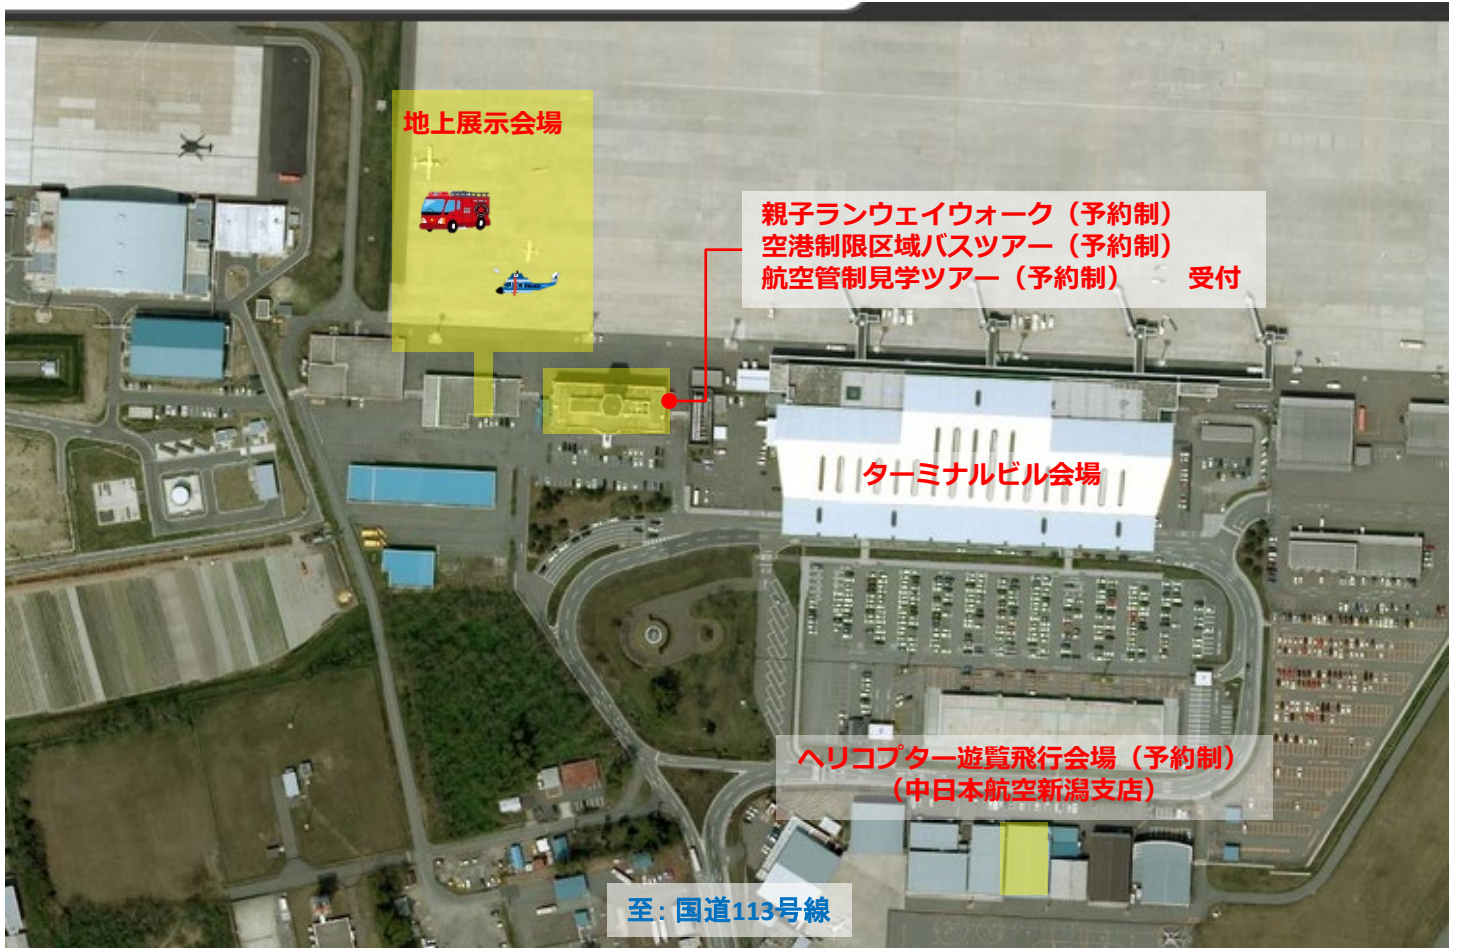 地上展示会場
親子ランウェイウォーク（予約制）
空港制限区域バスツアー（予約制）
航空管制見学ツアー（予約制）　　受付
ターミナルビル会場
ヘリコプター遊覧飛行会場（予約制）
（中日本航空新潟支店）
至：国道113号線